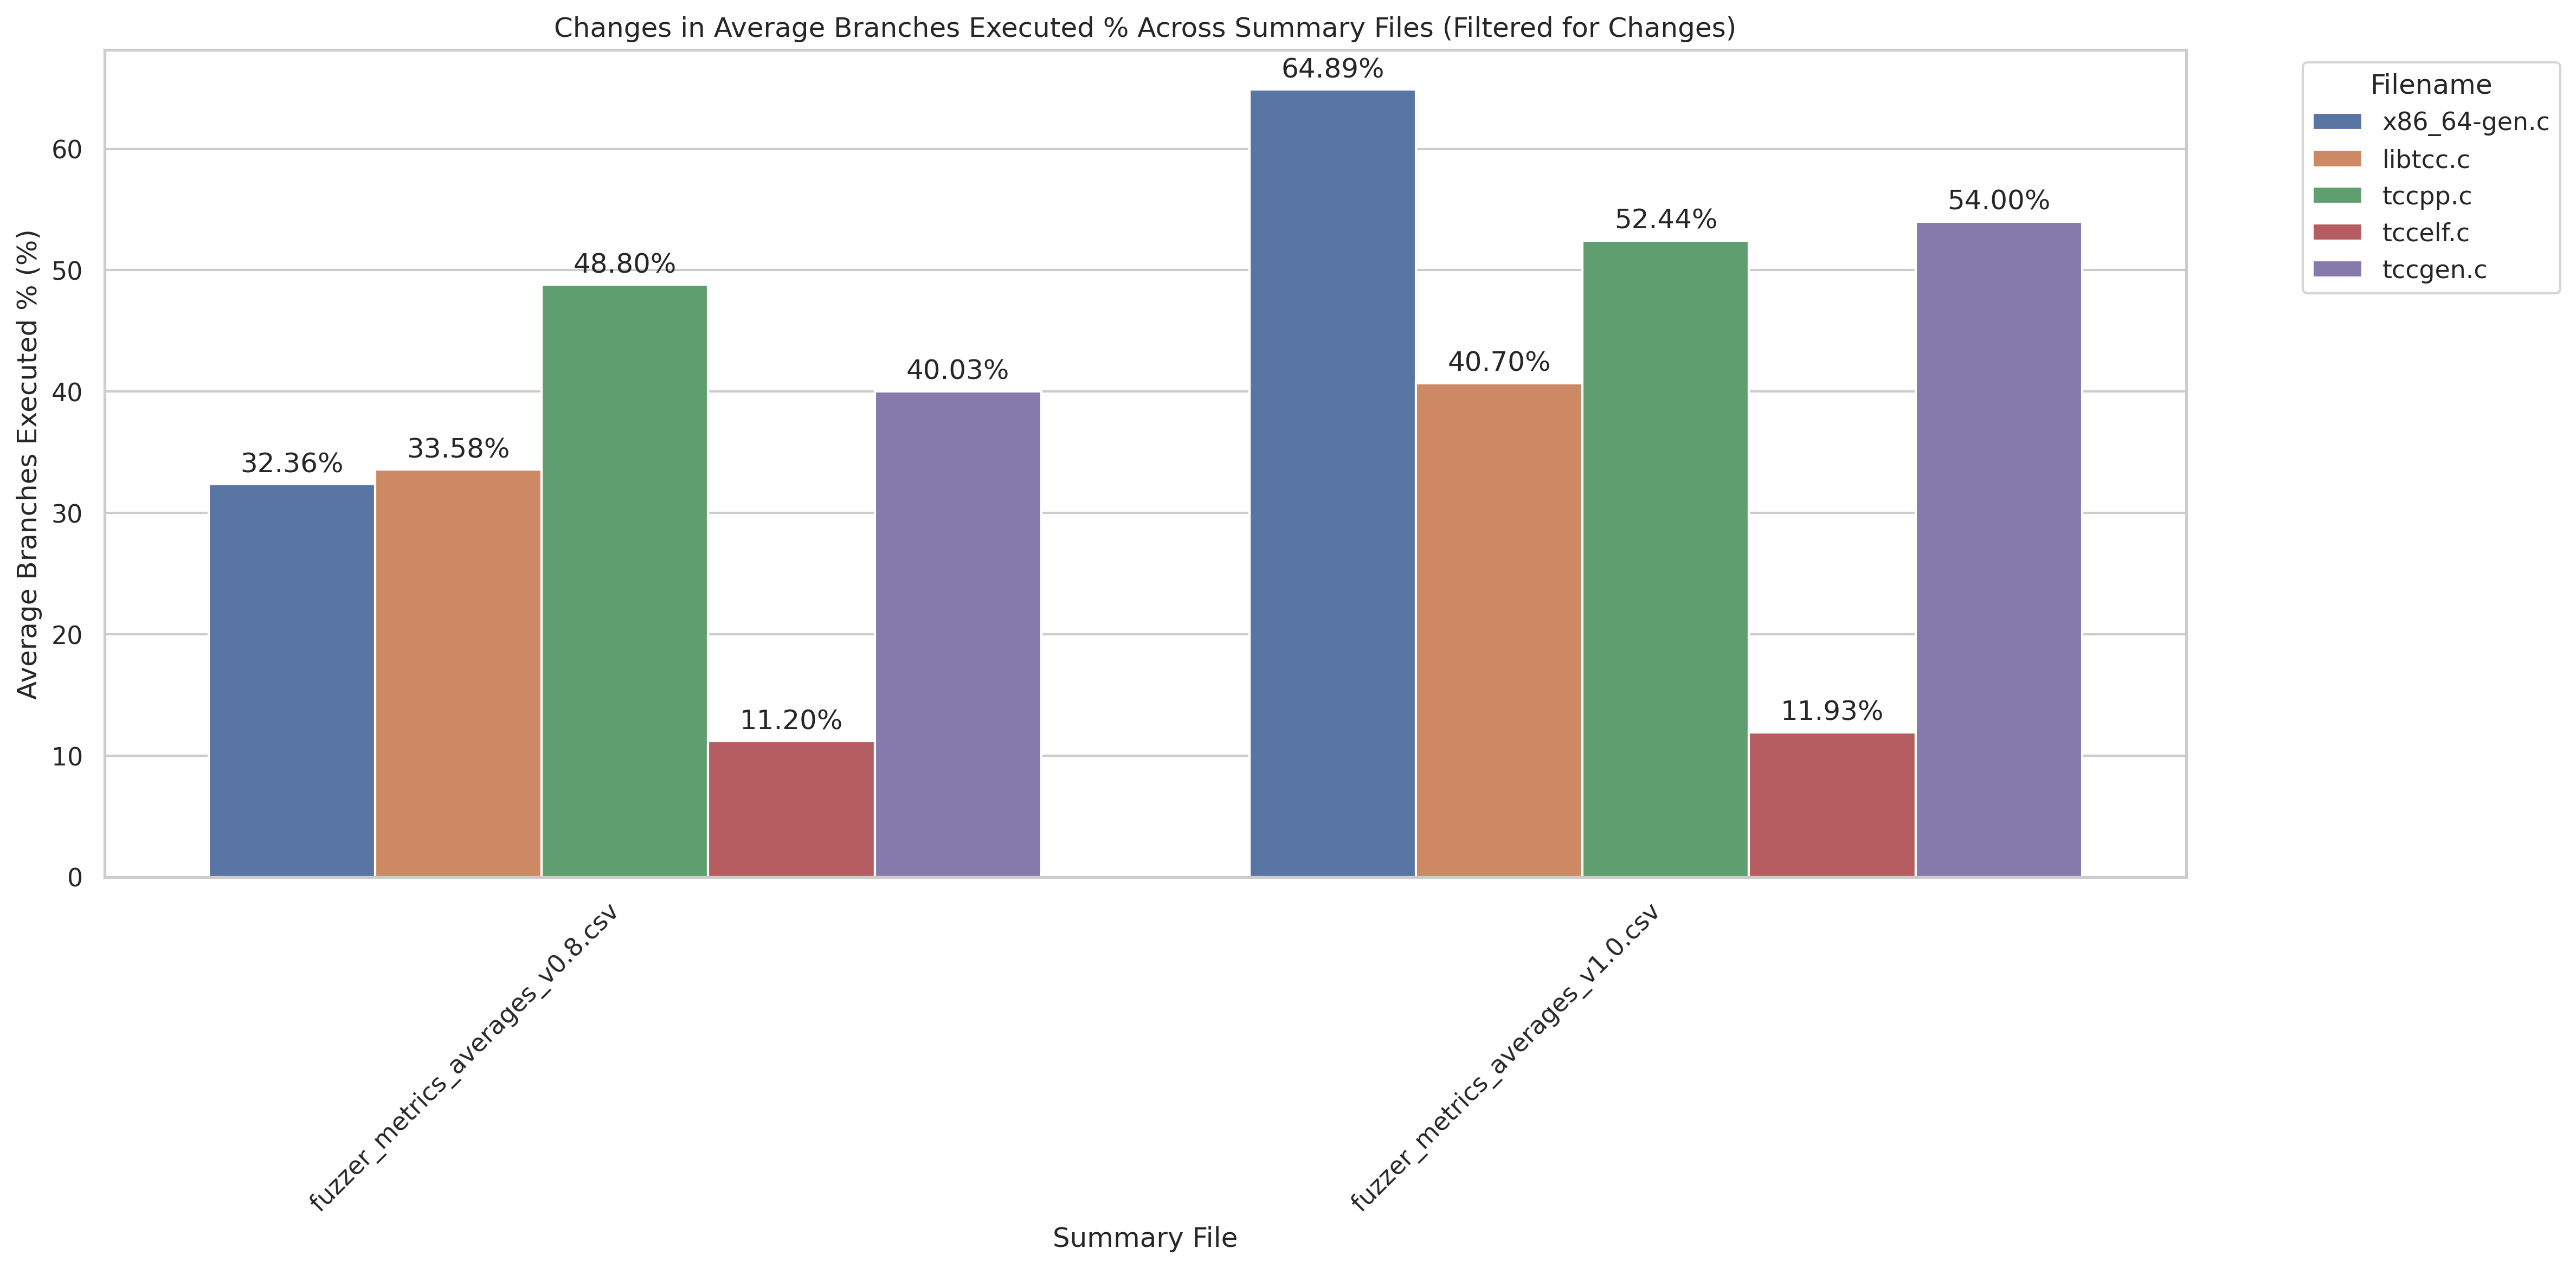 Changes in Average Branches Executed % Across Summary Files (Filtered for Changes)
Average Branches Executed % (%)
60
50
40
30
20
10
0
32.36%
33.58%
48.80%
11.20%
40.03%
64.89%
40.70%
52.44%
11.93%
54.00%
fuzzer_metrics_averages_v0.8.csv
fuzzer_metrics_averages_v1.0.csv
Summary File
Filename
x86_64-gen.c
libtcc.c
tccpp.c
tccelf.c
tccgen.c